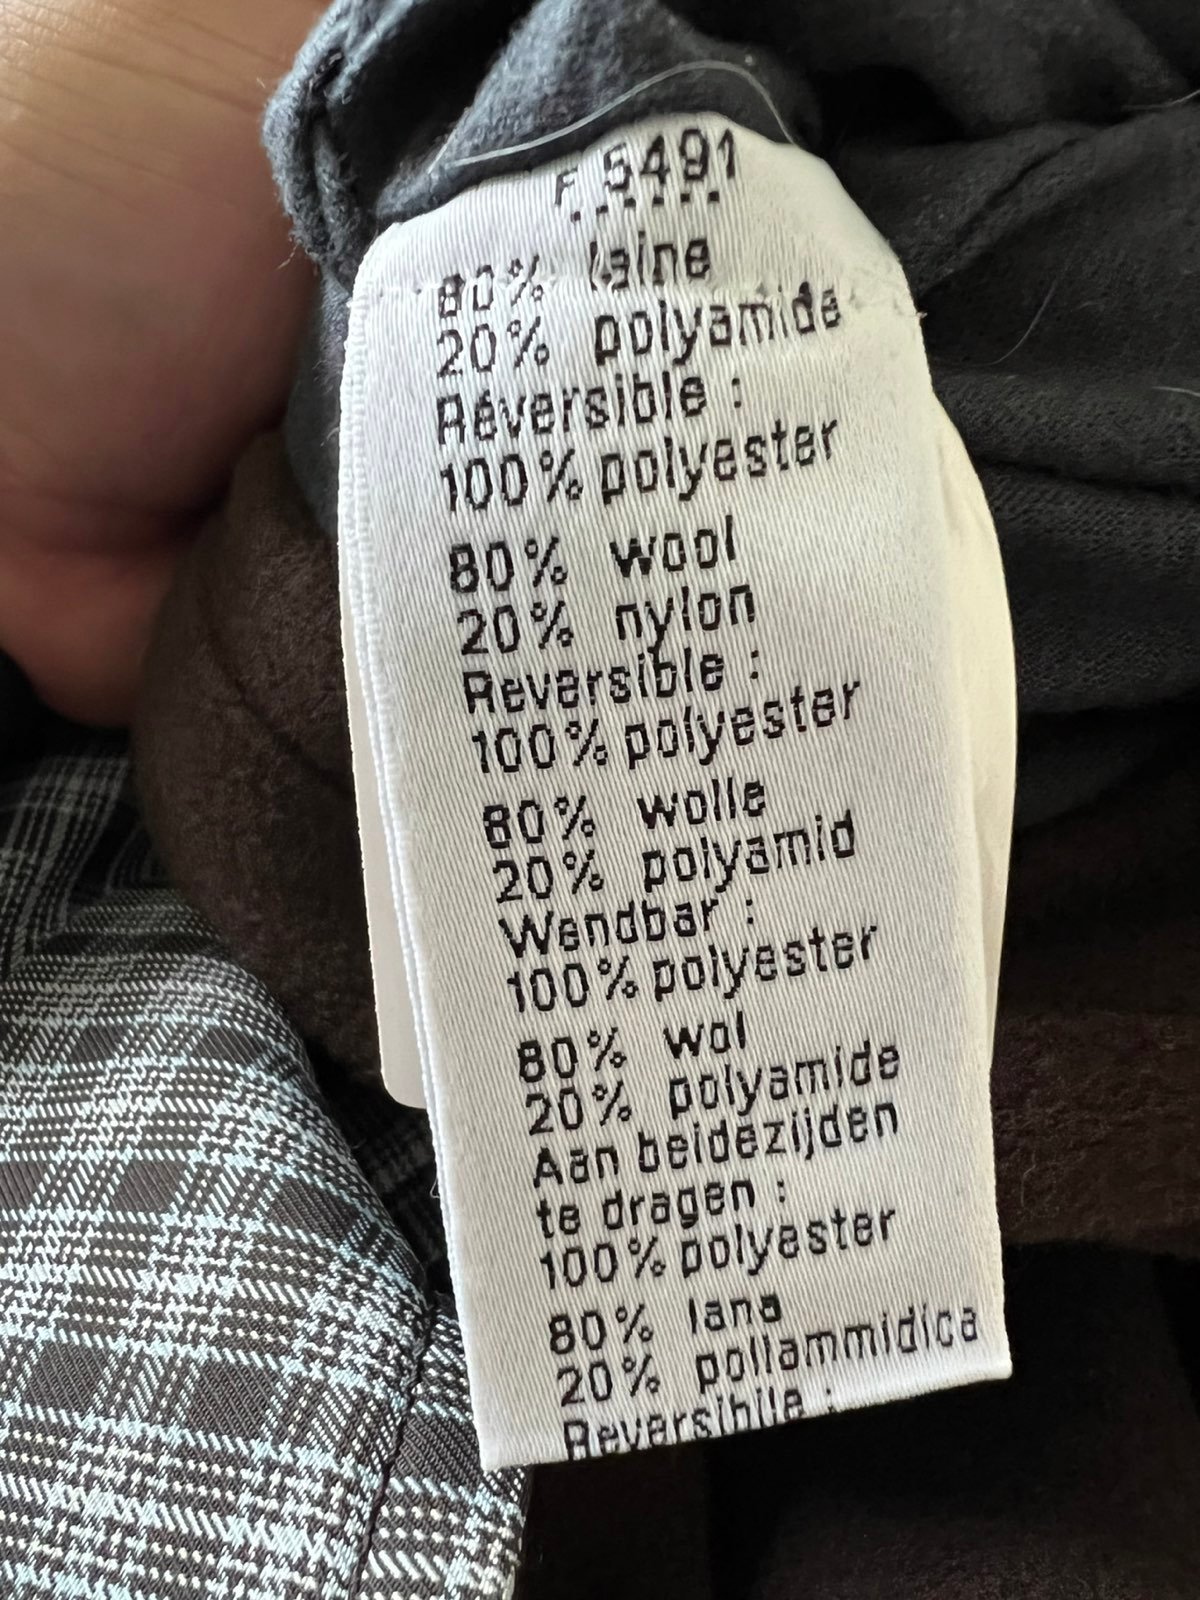 F 5491
80% laine
20% polyamide
Réversible :
100% polyester
80% wool
20% nylon
Reversible :
100% polyester
80% wolle
20% polyamid
Wendbar :
100% polyester
80% wol
20% polyamide
Aan beidezijden
te dragen :
100% polyester
80% lana
20% poliammidica
Reversibile :